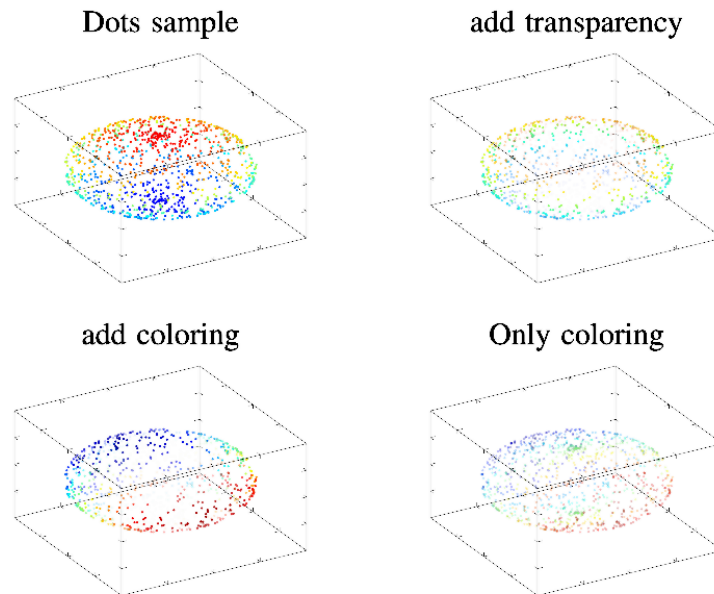 Dots sample
add transparency
add coloring
Only coloring